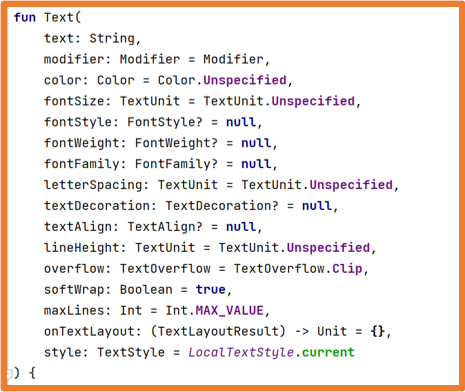 fun Text(
    text: String,
    modifier: Modifier = Modifier,
    color: Color = Color.Unspecified,
    fontSize: TextUnit = TextUnit.Unspecified,
    fontStyle: FontStyle? = null,
    fontWeight: FontWeight? = null,
    fontFamily: FontFamily? = null,
    letterSpacing: TextUnit = TextUnit.Unspecified,
    textDecoration: TextDecoration? = null,
    textAlign: TextAlign? = null,
    lineHeight: TextUnit = TextUnit.Unspecified,
    overflow: TextOverflow = TextOverflow.Clip,
    softWrap: Boolean = true,
    maxLines: Int = Int.MAX_VALUE,
    onTextLayout: (TextLayoutResult) -> Unit = {},
    style: TextStyle = LocalTextStyle.current
) {